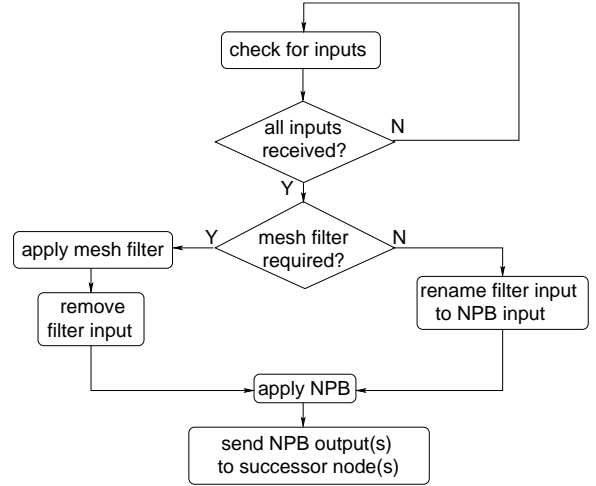 check for inputs
all inputs
received?
N
Y
mesh filter
required?
Y
N
apply mesh filter
remove
filter input
rename filter input
to NPB input
apply NPB
send NPB output(s)
to successor node(s)